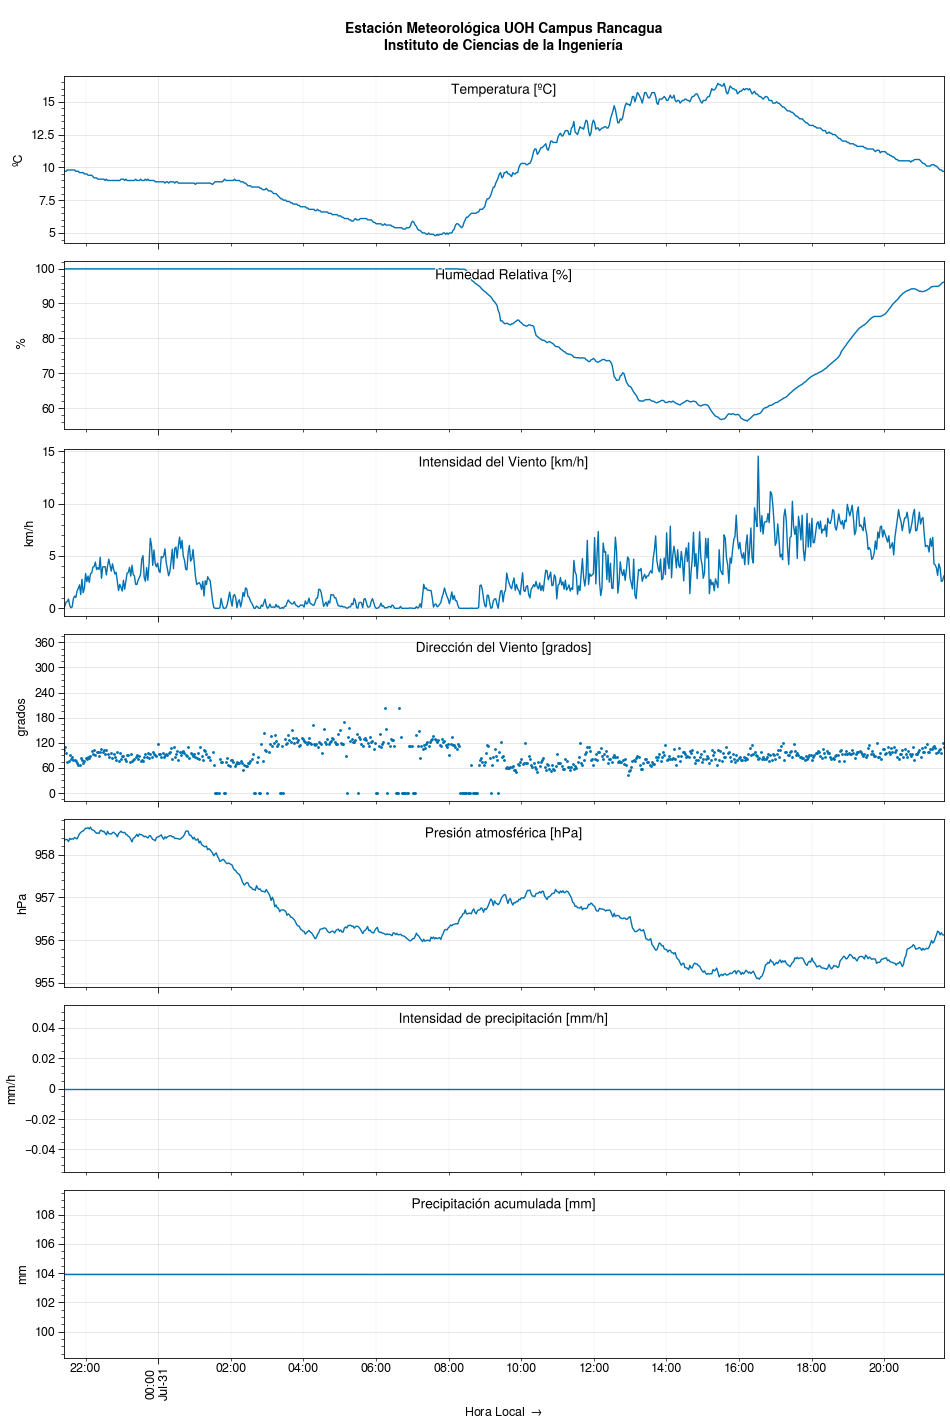 Estación Meteorológica UOH Campus Rancagua
Instituto de Ciencias de la Ingeniería
Temperatura [ºC]
ºC
15
12.5
10
7.5
5
Humedad Relativa [%]
%
100
90
80
70
60
Intensidad del Viento [km/h]
km/h
15
10
5
0
Dirección del Viento [grados]
grados
360
300
240
180
120
60
0
Presión atmosférica [hPa]
hPa
958
957
956
955
Intensidad de precipitación [mm/h]
mm/h
0.04
0.02
0
−0.02
−0.04
Precipitación acumulada [mm]
mm
108
106
104
102
100
22:00
00:00
Jul-31
02:00
04:00
06:00
08:00
10:00
12:00
14:00
16:00
18:00
20:00
Hora Local →